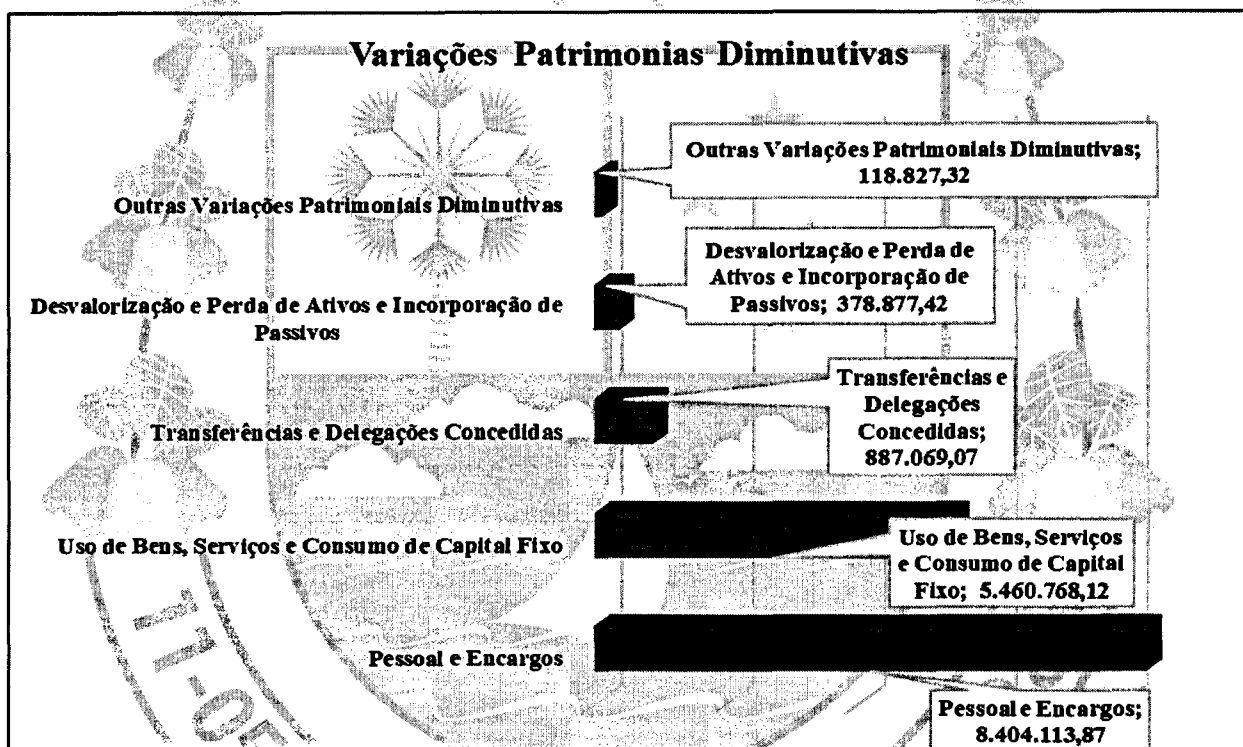 Variações Patrimonias Diminutivas
Outras Variações Patrimoniais Diminutivas;
118.827,32
Outras Variações Patrimoniais Diminutivas
Desvalorização e Perda de
Ativos e Incorporação de
Passivos; 378.877,42
Desvalorização e Perda de Ativos e Incorporação de
Passivos
Transferências e
Delegações
Concedidas;
887.069,07
Transferências e Delegações Concedidas
Uso de Bens, Serviços e Consumo de Capital Fixo
Uso de Bens, Serviços
e Consumo de Capital
Fixo; 5.460.768,12
Pessoal e Encargos
Pessoal e Encargos;
8.404.113,87